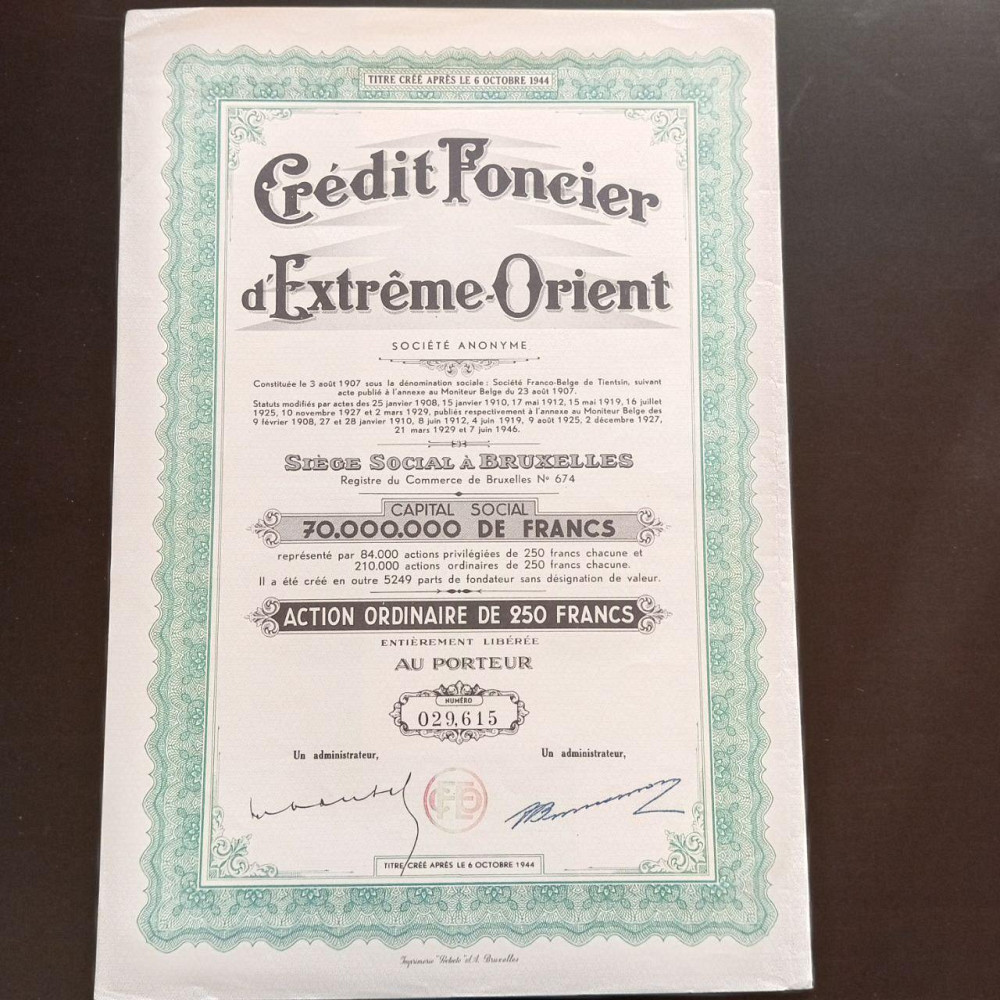 TITRE CRÉÉ APRÈS LE 6 OCTOBRE 1944
Crédit Foncier
d'Extrême-Orient
SOCIÉTÉ ANONYME
Constituée le 3 août 1907 sous la dénomination sociale : Société Franco-Belge de Tientsin, suivant
acte publié à l'annexe au Moniteur Belge du 23 août 1907.
Statuts modifiés par actes des 25 janvier 1908, 15 janvier 1910, 17 mai 1912, 15 mai 1919, 16 juillet
1925, 10 novembre 1927 et 2 mars 1929, publiés respectivement à l'annexe au Moniteur Belge des
9 février 1908, 27 et 28 janvier 1910, 8 juin 1912, 4 juin 1919, 9 août 1925, 2 décembre 1927,
21 mars 1929 et 7 juin 1946.
SIÈGE SOCIAL À BRUXELLES
Registre du Commerce de Bruxelles No 674
CAPITAL SOCIAL
70.000.000 DE FRANCS
représenté par 84.000 actions privilégiées de 250 francs chacune et
210.000 actions ordinaires de 250 francs chacune.
Il a été créé en outre 5249 parts de fondateur sans désignation de valeur.
ACTION ORDINAIRE DE 250 FRANCS
ENTIÈREMENT LIBÉRÉE
AU PORTEUR
NUMÉRO
029,615
Un administrateur, Un administrateur,
TITRE CRÉÉ APRÈS LE 6 OCTOBRE 1944
Imprimerie Bruxelles